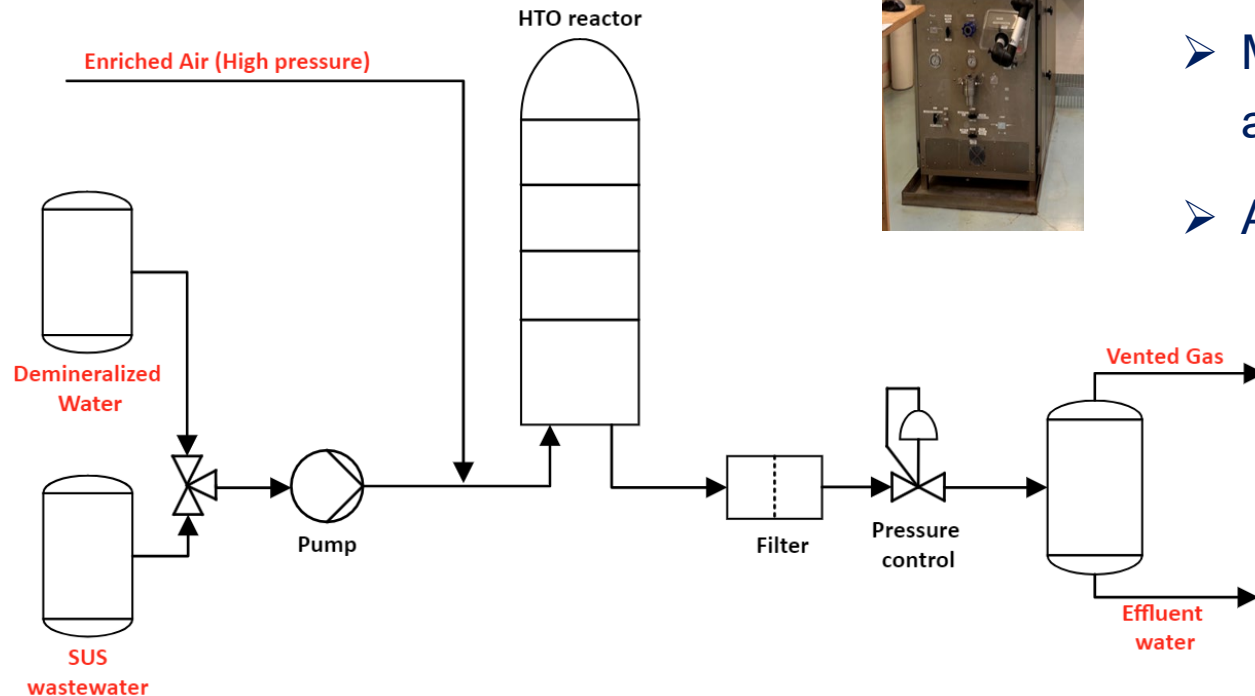 HTO reactor
Enriched Air (High pressure)
➢ M
a
➢ A
Demineralized
Water
Vented Gas
Pump
Filter
Pressure
control
Effluent
water
SUS
wastewater